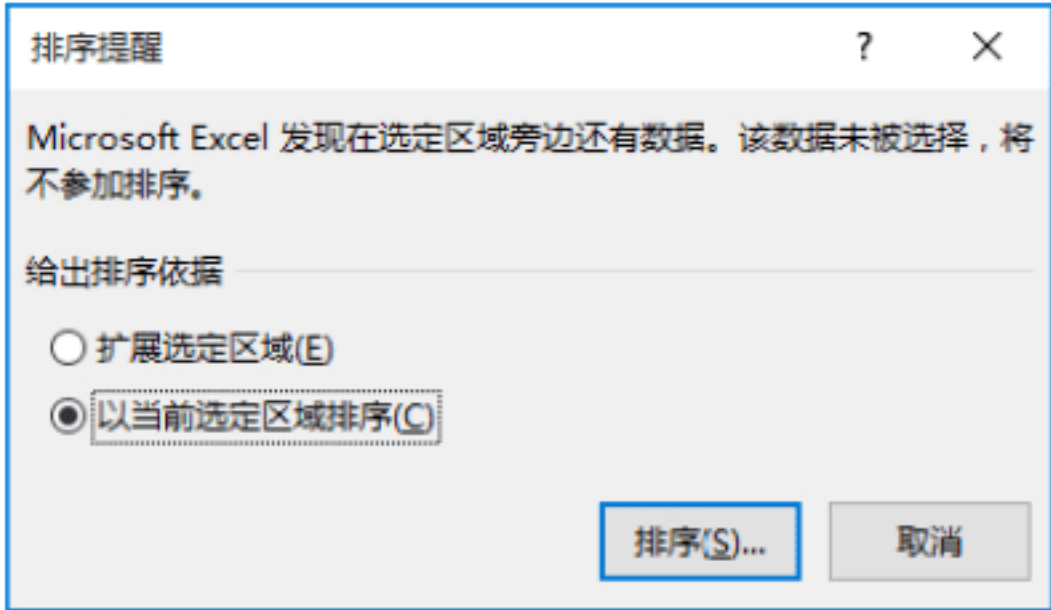 排序提醒
Microsoft Excel 发现在选定区域旁边还有数据。该数据未被选择，将
不参加排序。
给出排序依据
扩展选定区域(E)
以当前选定区域排序(C)
排序(S)... 取消